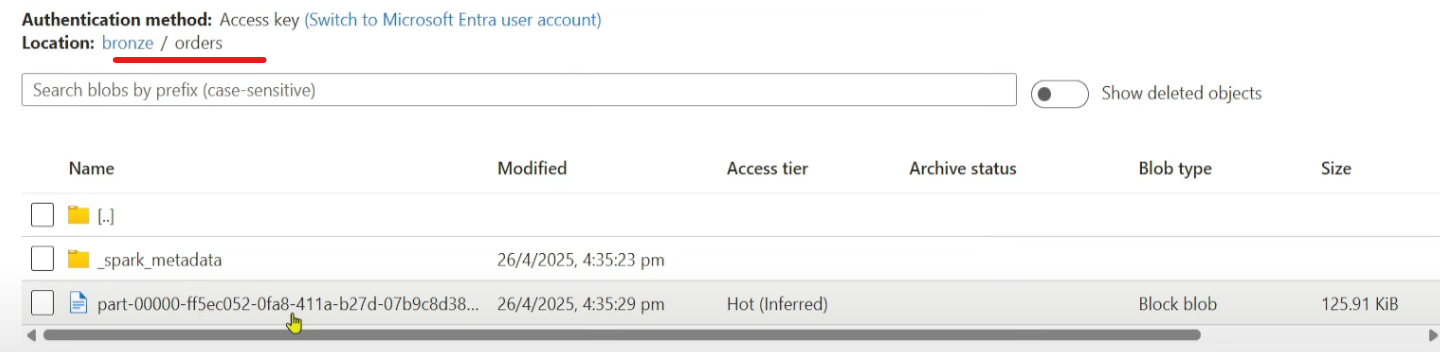 Authentication method: Access key (Switch to Microsoft Entra user account)
Location: bronze / orders
Search blobs by prefix (case-sensitive)
Show deleted objects
Name Modified Access tier Archive status Blob type Size
[..]
_spark_metadata 26/4/2025, 4:35:23 pm
part-00000-ff5ec052-0fa8-411a-b27d-07b9c8d38... 26/4/2025, 4:35:29 pm Hot (Inferred) Block blob 125.91 KiB